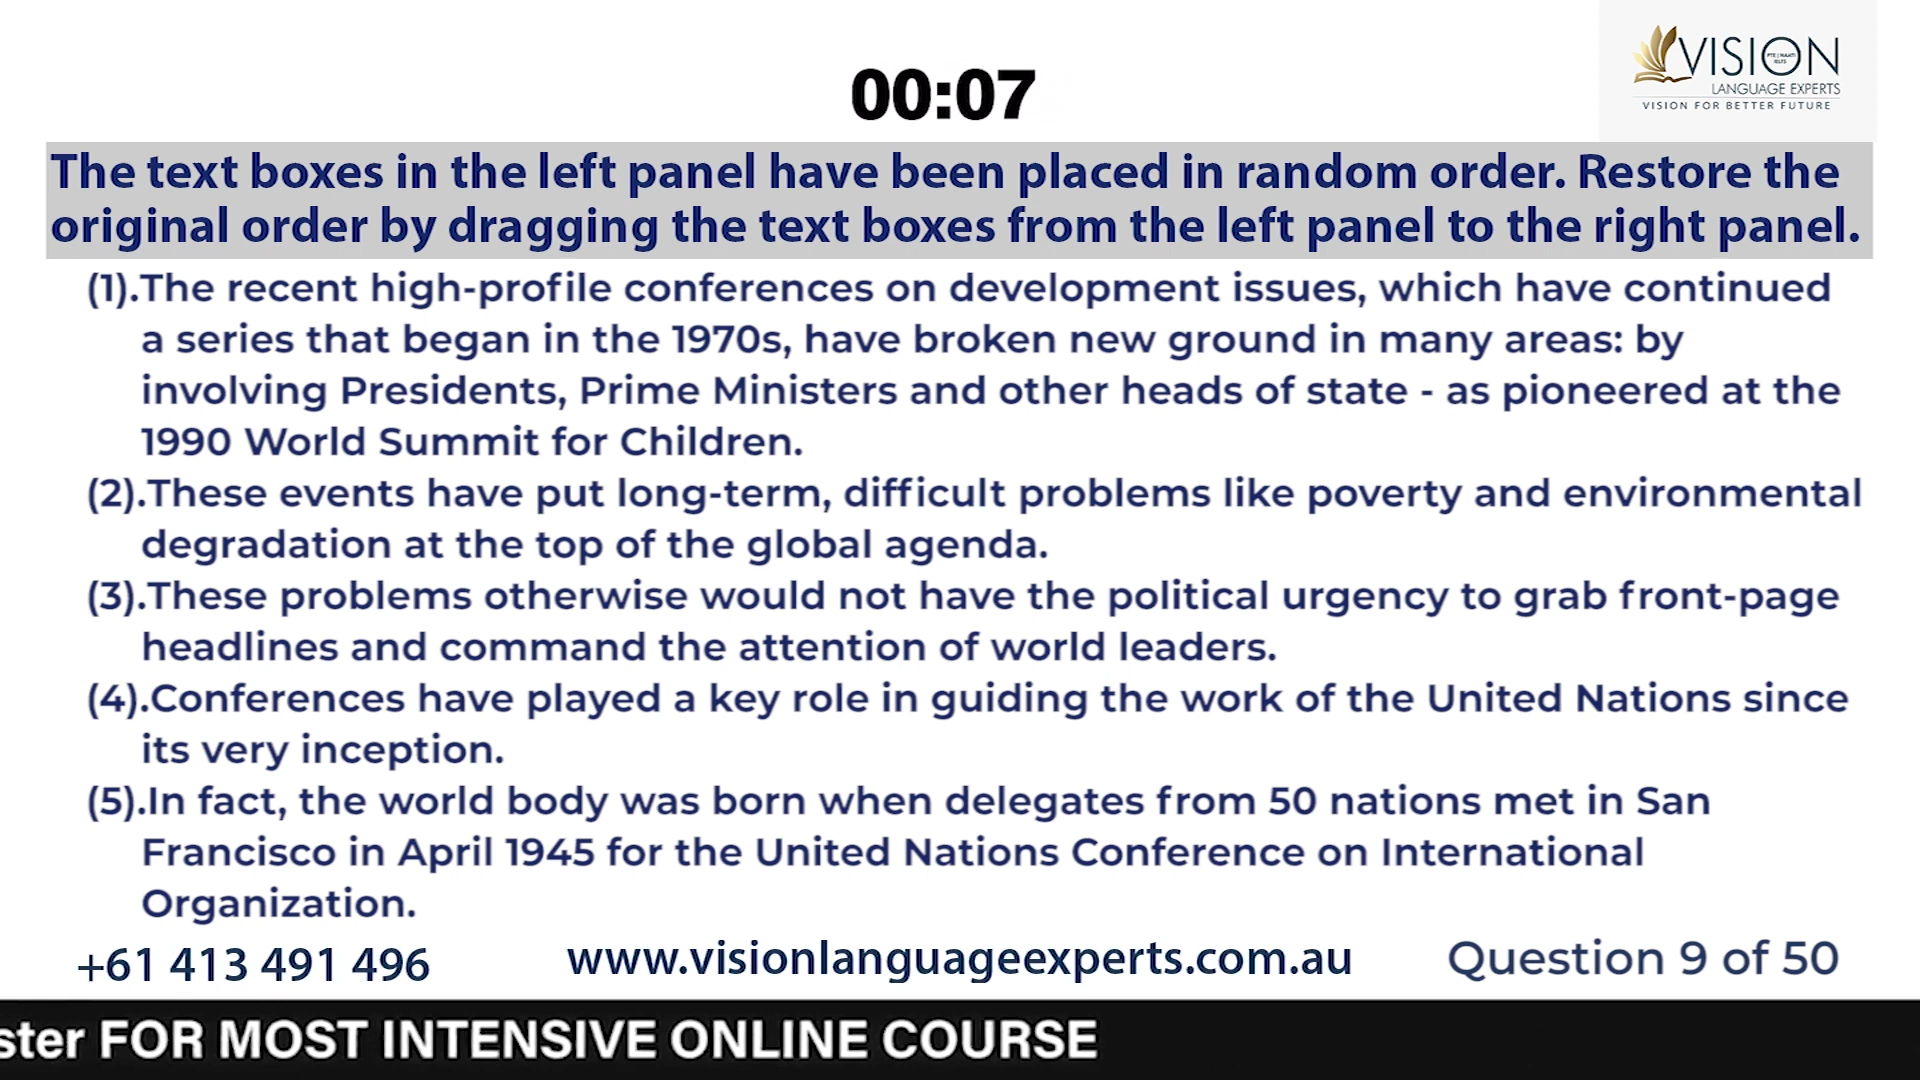 VISION
PTE | NAATI
IELTS
LANGUAGE EXPERTS
VISION FOR BETTER FUTURE
00:07
The text boxes in the left panel have been placed in random order. Restore the
original order by dragging the text boxes from the left panel to the right panel.
(1).The recent high-profile conferences on development issues, which have continued
a series that began in the 1970s, have broken new ground in many areas: by
involving Presidents, Prime Ministers and other heads of state - as pioneered at the
1990 World Summit for Children.
(2).These events have put long-term, difficult problems like poverty and environmental
degradation at the top of the global agenda.
(3).These problems otherwise would not have the political urgency to grab front-page
headlines and command the attention of world leaders.
(4).Conferences have played a key role in guiding the work of the United Nations since
its very inception.
(5).In fact, the world body was born when delegates from 50 nations met in San
Francisco in April 1945 for the United Nations Conference on International
Organization.
+61 413 491 496
www.visionlanguageexperts.com.au
Question 9 of 50
ster FOR MOST INTENSIVE ONLINE COURSE